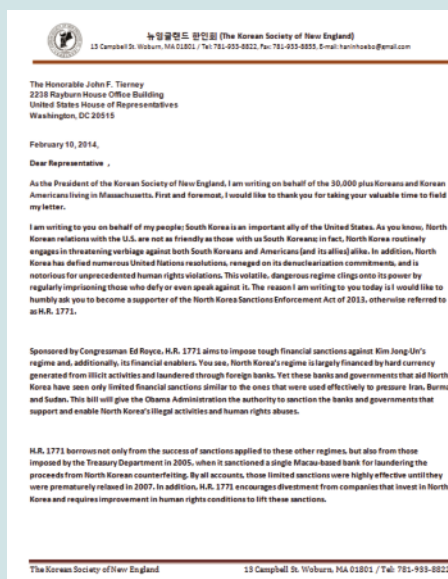 뉴잉글랜드 한인회 (The Korean Society of New England)
13 Campbell St. Woburn, MA 01801 / Tel: 781-933-8822, Fax: 781-933-8855, E-mail: haninhoebo@gmail.com
The Honorable John F. Tierney
2238 Rayburn House Office Building
United States House of Representatives
Washington, DC 20515
February 10, 2014,
Dear Representative ,
As the President of the Korean Society of New England, I am writing on behalf of the 30,000 plus Koreans and Korean
Americans living in Massachusetts. First and foremost, I would like to thank you for taking your valuable time to field
my letter.
I am writing to you on behalf of my people; South Korea is an important ally of the United States. As you know, North
Korean relations with the U.S. are not as friendly as those with us South Koreans; in fact, North Korea routinely
engages in threatening verbiage against both South Koreans and Americans (and its allies) alike. In addition, North
Korea has defied numerous United Nations resolutions, reneged on its denuclearization commitments, and is
notorious for unprecedented human rights violations. This volatile, dangerous regime clings onto its power by
regularly imprisoning those who defy or even speak against it. The reason I am writing to you today is I would like to
humbly ask you to become a supporter of the North Korea Sanctions Enforcement Act of 2013, otherwise referred to
as H.R. 1771.
Sponsored by Congressman Ed Royce, H.R. 1771 aims to impose tough financial sanctions against Kim Jong-Un's
regime and, additionally, its financial enablers. You see, North Korea's regime is largely financed by hard currency
generated from illicit activities and laundered through foreign banks. Yet these banks and governments that aid North
Korea have seen only limited financial sanctions similar to the ones that were used effectively to pressure Iran, Burma
and Sudan. This bill will give the Obama Administration the authority to sanction the banks and governments that
support and enable North Korea's illegal activities and human rights abuses.
H.R. 1771 borrows not only from the success of sanctions applied to these other regimes, but also from those
imposed by the Treasury Department in 2005, when it sanctioned a single Macau-based bank for laundering the
proceeds from North Korean counterfeiting. By all accounts, those limited sanctions were highly effective until they
were prematurely relaxed in 2007. In addition, H.R. 1771 encourages divestment from companies that invest in North
Korea and requires improvement in human rights conditions to lift these sanctions.
The Korean Society of New England 13 Campbell St. Woburn, MA 01801 / Tel: 781-933-8822